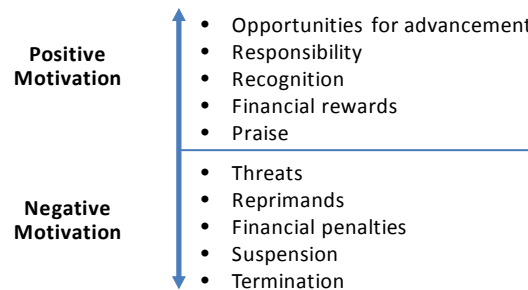 Positive
Motivation
• Opportunities for advancement
• Responsibility
• Recognition
• Financial rewards
• Praise
Negative
Motivation
• Threats
• Reprimands
• Financial penalties
• Suspension
• Termination